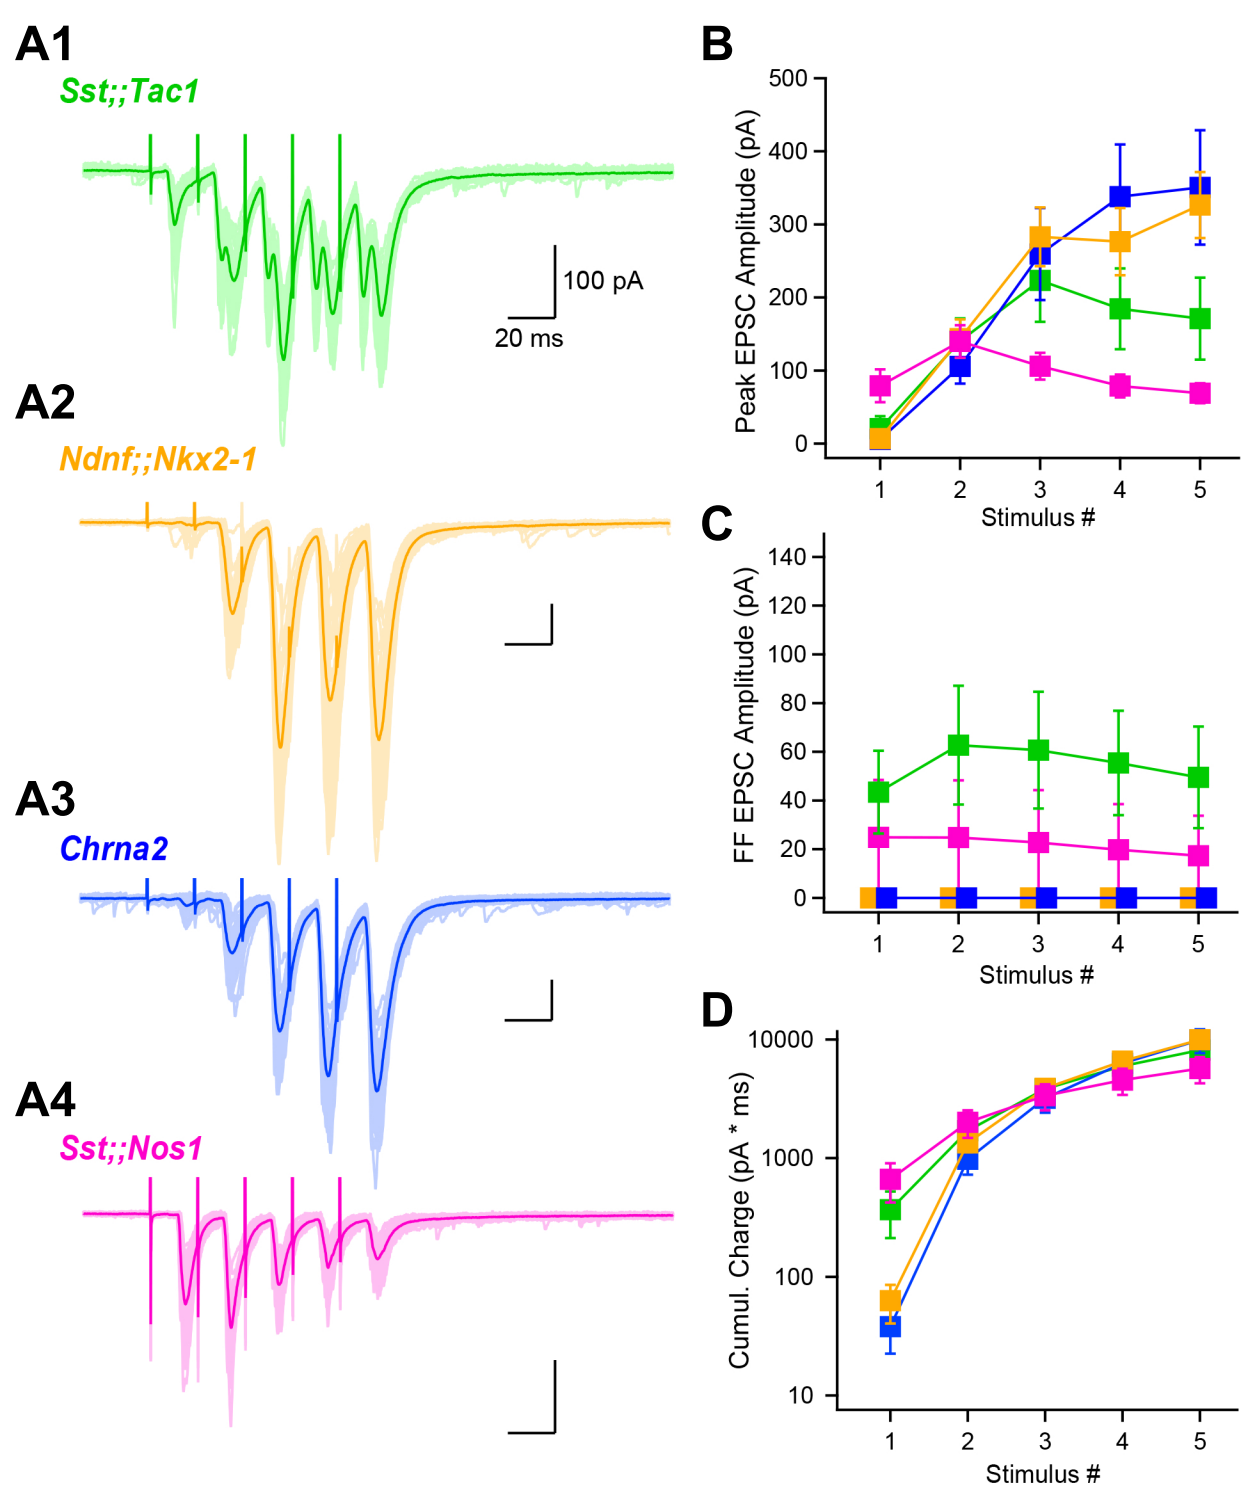 A1
Sst;;Tac1
100 pA
20 ms
A2
Ndnf;;Nkx2-1
A3
Chrna2
A4
Sst;;Nos1
B
Peak EPSC Amplitude (pA)
500
400
300
200
100
0
1 2 3 4 5
Stimulus #
C
FF EPSC Amplitude (pA)
140
120
100
80
60
40
20
0
1 2 3 4 5
Stimulus #
D
Cumul. Charge (pA * ms)
10000
1000
100
10
1 2 3 4 5
Stimulus #